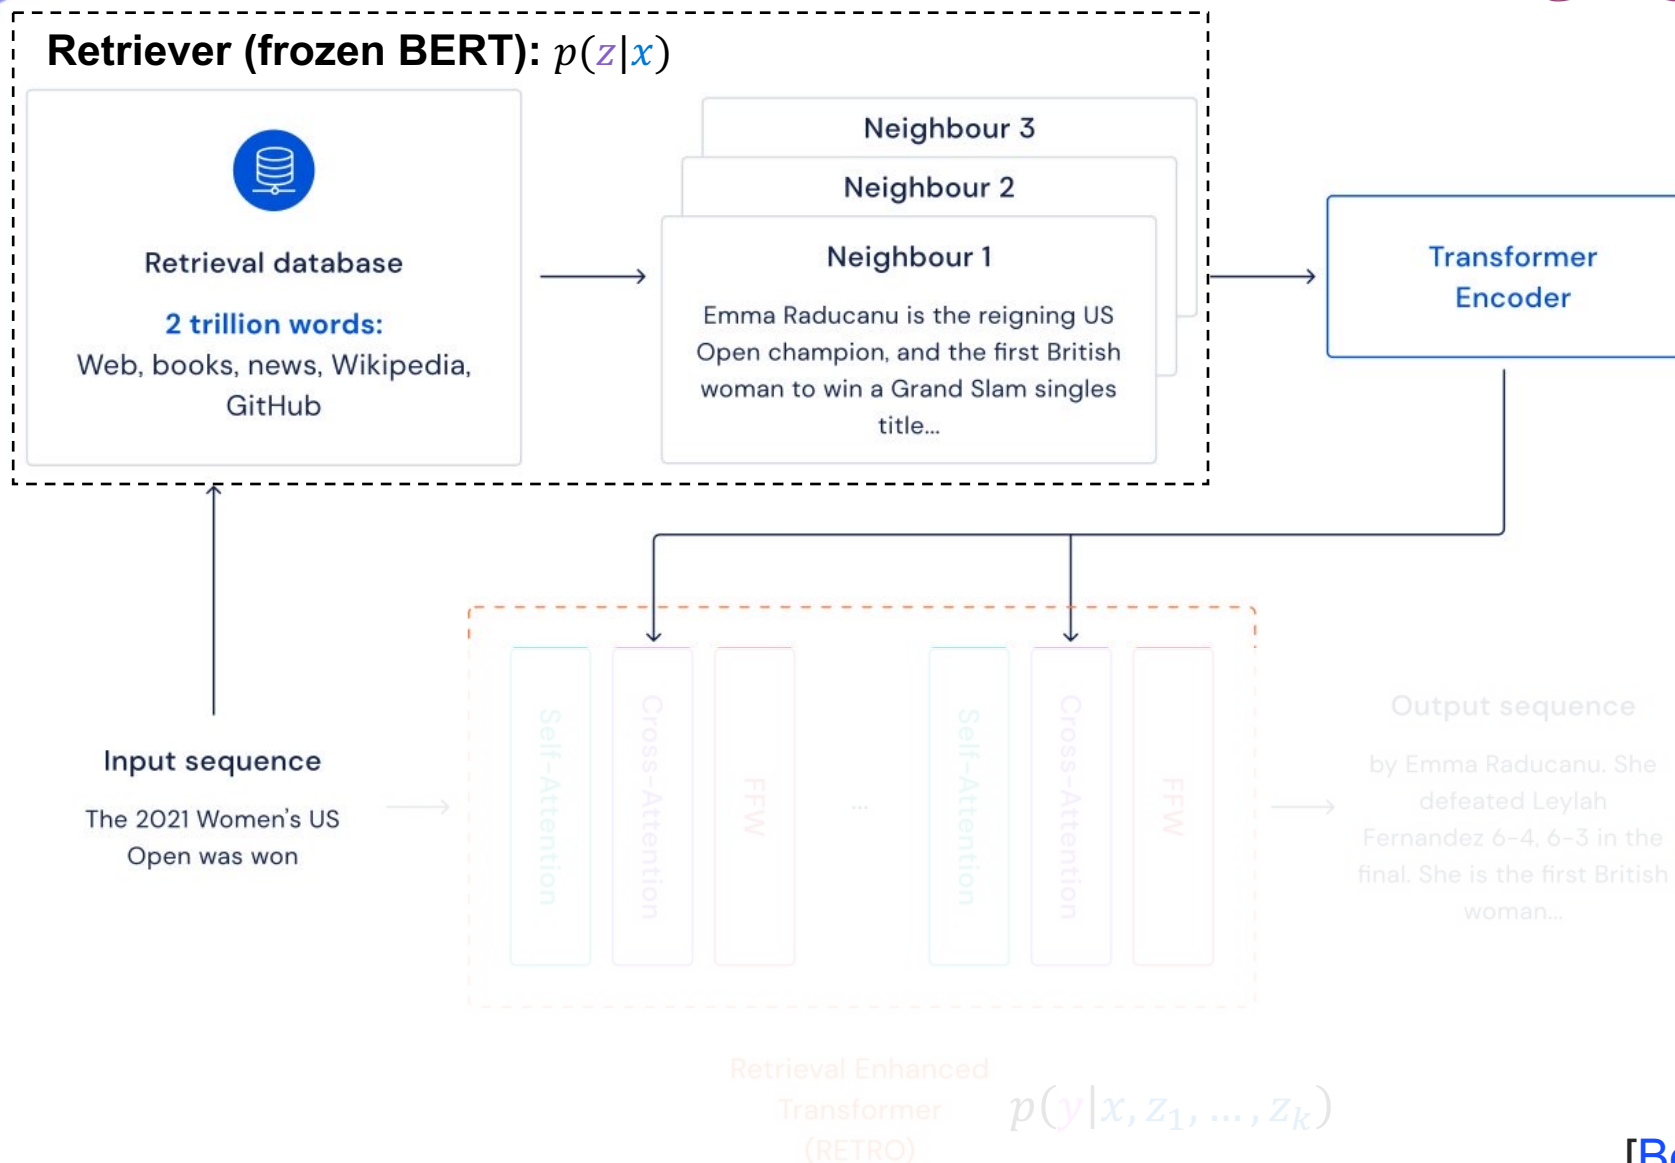 Retriever (frozen BERT): p(z|x)
Retrieval database
2 trillion words:
Web, books, news, Wikipedia,
GitHub
Neighbour 3
Neighbour 2
Neighbour 1
Emma Raducanu is the reigning US
Open champion, and the first British
woman to win a Grand Slam singles
title...
Transformer
Encoder
Input sequence
The 2021 Women's US
Open was won
Self-Attention
Cross-Attention
FFW
...
Self-Attention
Cross-Attention
FFW
Output sequence
by Emma Raducanu. She
defeated Leylah
Fernandez 6-4, 6-3 in the
final. She is the first British
woman...
Retrieval Enhanced
Transformer
(RETRO)
p(y|x, z₁, ..., zₖ)